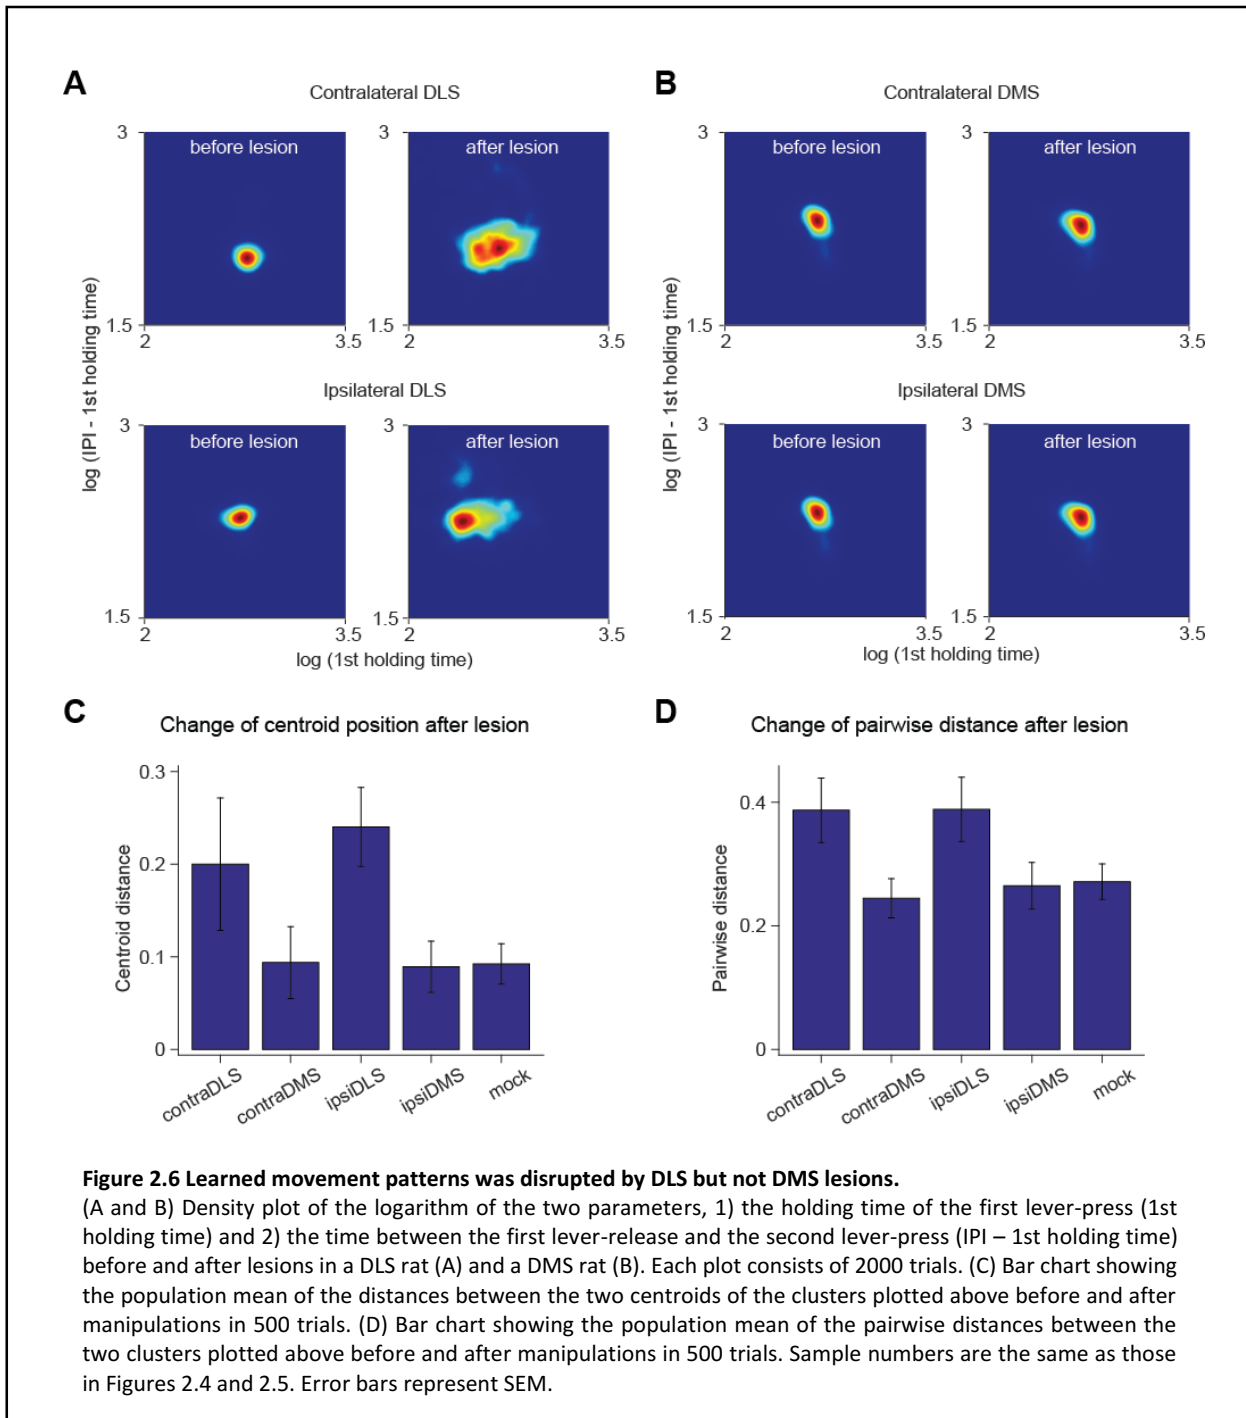 A
Contralateral DLS
3
before lesion
1.5
2
3.5
3
after lesion
1.5
2
3.5
Ipsilateral DLS
3
before lesion
1.5
2
3.5
3
after lesion
1.5
2
3.5
log (IPI - 1st holding time)
log (1st holding time)
B
Contralateral DMS
3
before lesion
1.5
2
3.5
3
after lesion
1.5
2
3.5
Ipsilateral DMS
3
before lesion
1.5
2
3.5
3
after lesion
1.5
2
3.5
log (IPI - 1st holding time)
log (1st holding time)
C
Change of centroid position after lesion
Centroid distance
0.3
0.2
0.1
0
contraDLS
contraDMS
ipsiDLS
ipsiDMS
mock
D
Change of pairwise distance after lesion
Pairwise distance
0.4
0.2
0
contraDLS
contraDMS
ipsiDLS
ipsiDMS
mock
Figure 2.6 Learned movement patterns was disrupted by DLS but not DMS lesions.
(A and B) Density plot of the logarithm of the two parameters, 1) the holding time of the first lever-press (1st
holding time) and 2) the time between the first lever-release and the second lever-press (IPI – 1st holding time)
before and after lesions in a DLS rat (A) and a DMS rat (B). Each plot consists of 2000 trials. (C) Bar chart showing
the population mean of the distances between the two centroids of the clusters plotted above before and after
manipulations in 500 trials. (D) Bar chart showing the population mean of the pairwise distances between the
two clusters plotted above before and after manipulations in 500 trials. Sample numbers are the same as those
in Figures 2.4 and 2.5. Error bars represent SEM.